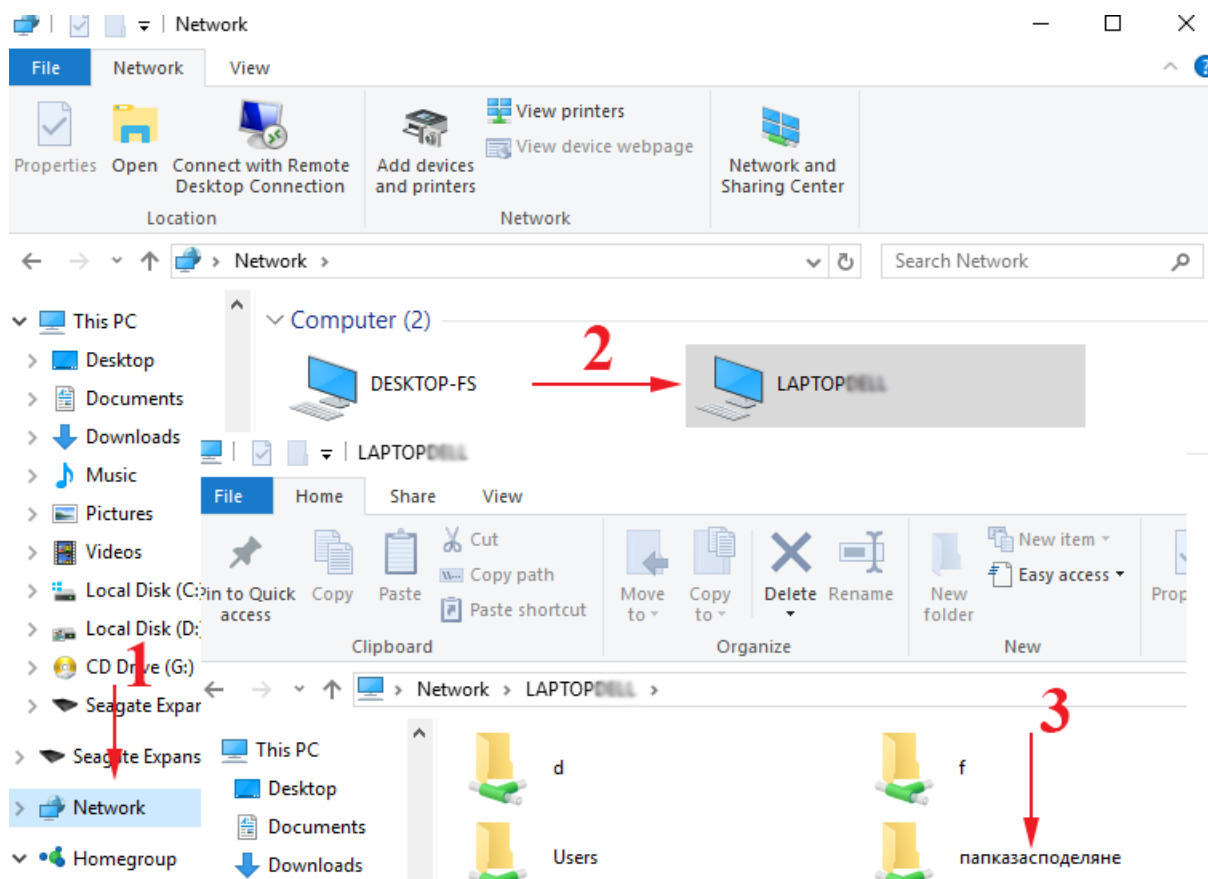 Network
File Network View
Properties Open Connect with Remote Desktop Connection
Add devices and printers
View printers
View device webpage
Network and Sharing Center
Location Network
Network
Search Network
This PC
Desktop
Documents
Downloads
Music
Pictures
Videos
Local Disk (C:
Local Disk (D:
CD Drive (G:)
Seagate Expan
Seagate Expans
Network
Homegroup
1
Computer (2)
DESKTOP-FS
2
LAPTOP
LAPTOP
File Home Share View
Pin to Quick access
Copy
Paste
Cut
Copy path
Paste shortcut
Move to
Copy to
Delete
Rename
New folder
New item
Easy access
Prop
Clipboard Organize New
Network LAPTOP
This PC
Desktop
Documents
Downloads
d
f
3
Users
папказасподеляне